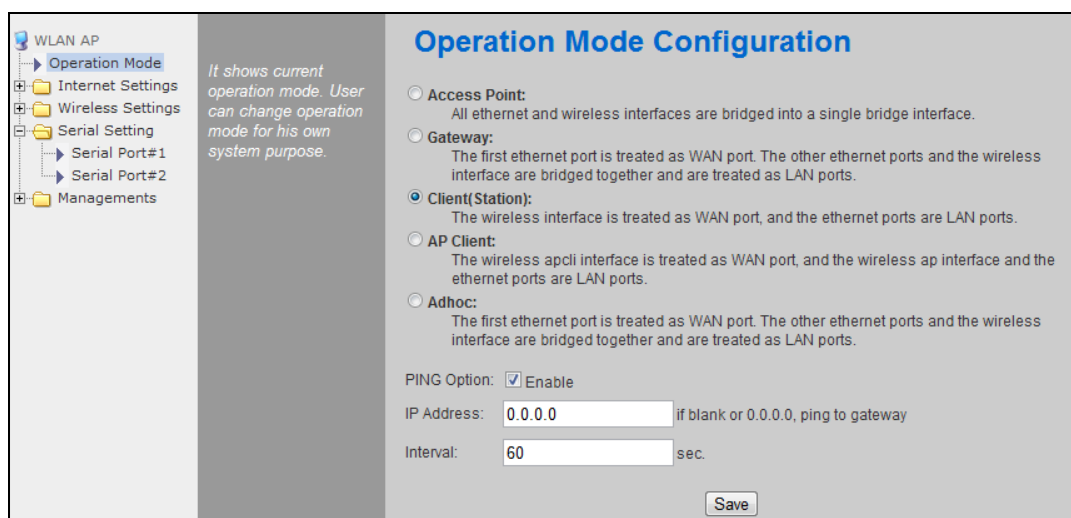 WLAN AP
Operation Mode
Internet Settings
Wireless Settings
Serial Setting
Serial Port#1
Serial Port#2
Managements
It shows current
operation mode. User
can change operation
mode for his own
system purpose.
Operation Mode Configuration
Access Point:
All ethernet and wireless interfaces are bridged into a single bridge interface.
Gateway:
The first ethernet port is treated as WAN port. The other ethernet ports and the wireless
interface are bridged together and are treated as LAN ports.
Client(Station):
The wireless interface is treated as WAN port, and the ethernet ports are LAN ports.
AP Client:
The wireless apcli interface is treated as WAN port, and the wireless ap interface and the
ethernet ports are LAN ports.
Adhoc:
The first ethernet port is treated as WAN port. The other ethernet ports and the wireless
interface are bridged together and are treated as LAN ports.
PING Option: Enable
IP Address: 0.0.0.0 if blank or 0.0.0.0, ping to gateway
Interval: 60 sec.
Save